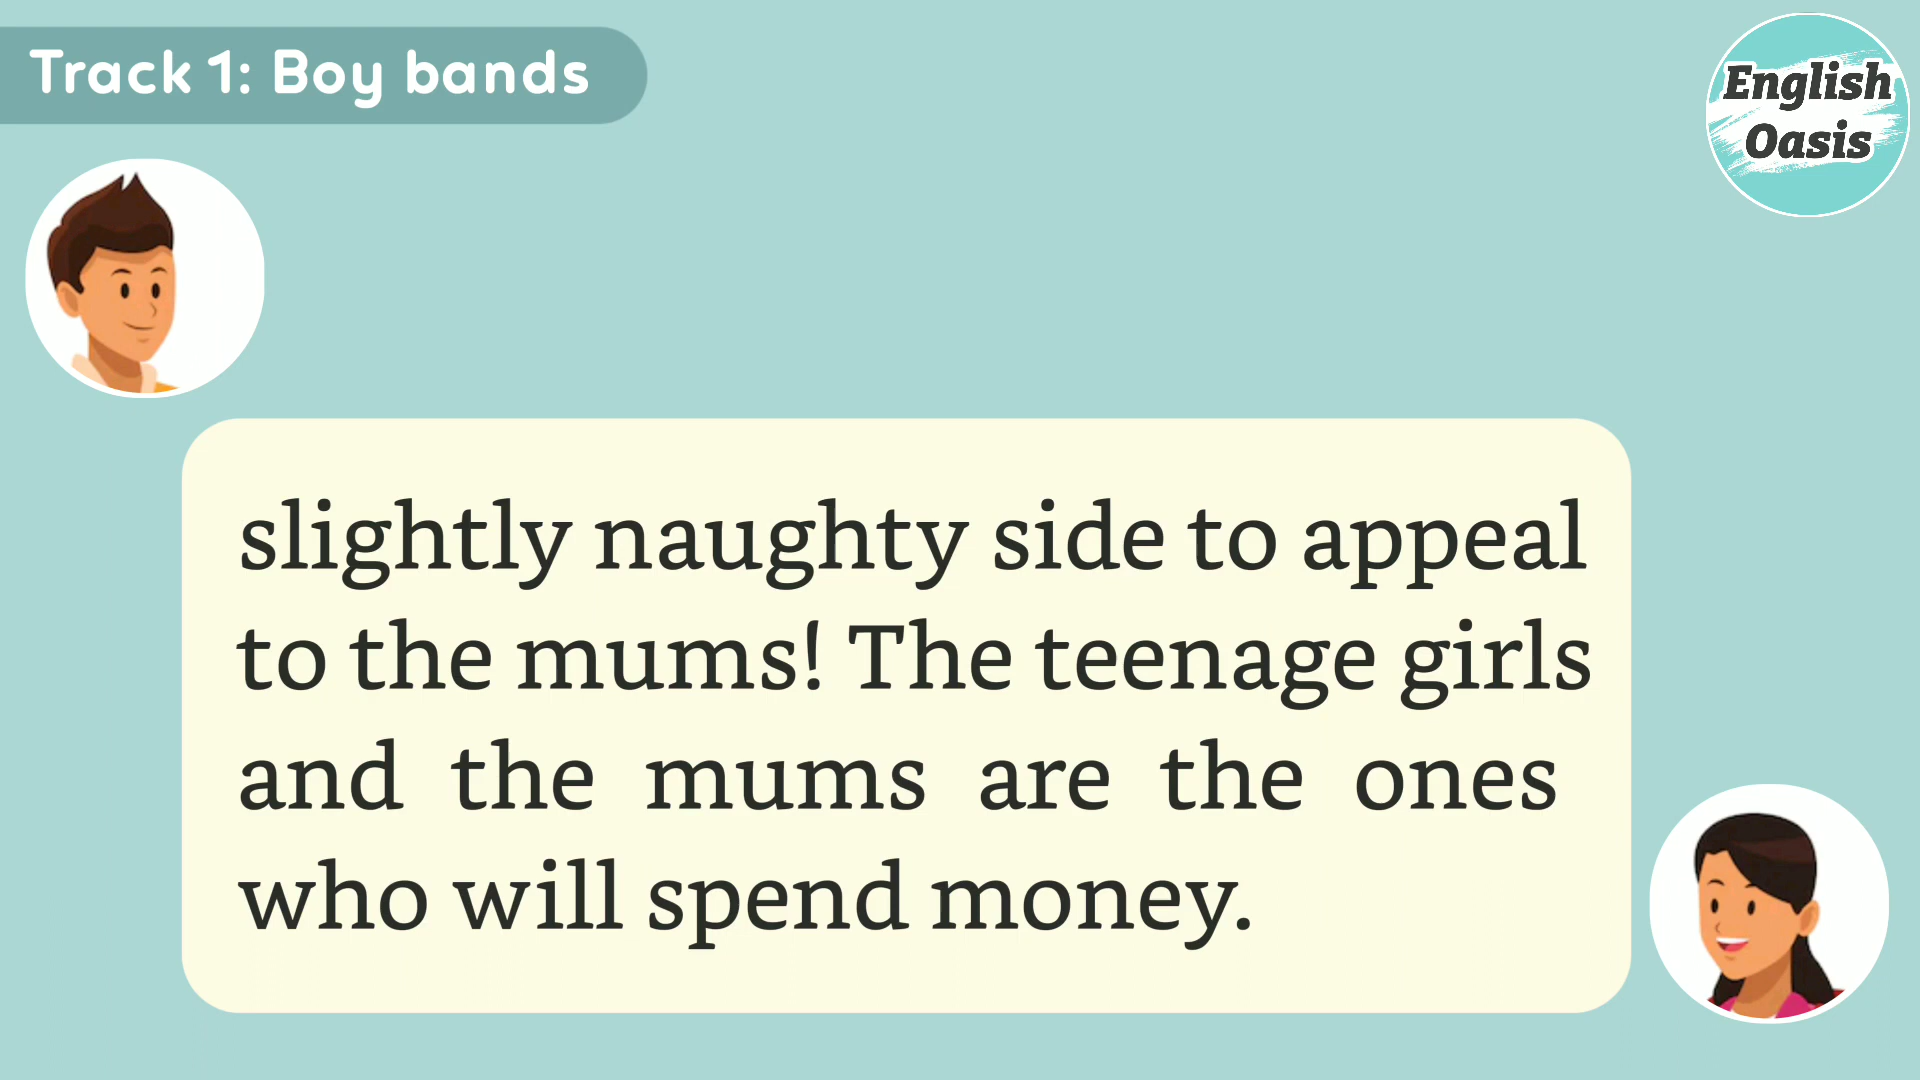 Track 1: Boy bands
English
Oasis
slightly naughty side to appeal
to the mums! The teenage girls
and the mums are the ones
who will spend money.